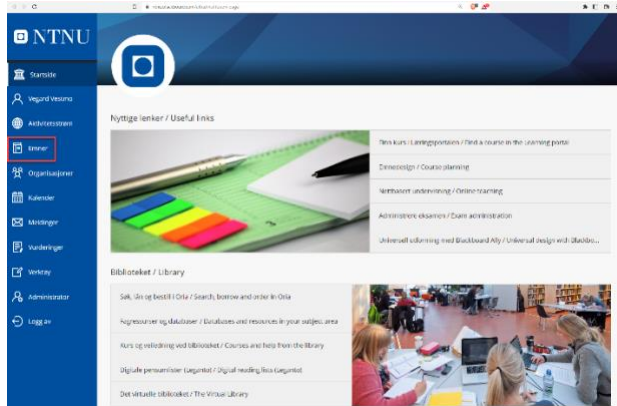 NTNU
Startside
Vegard Vesimo
Aktivitetsstrøm
Emner
Organisasjoner
Kalender
Meldinger
Vurderinger
Verktøy
Administrator
Logg av
Nyttige lenker / Useful links
Finn kurs i Læringsportalen / Find a course in the Learning portal
Emnedesign / Course planning
Nettbasert undervisning / Online teaching
Administrere eksamen / Exam administration
Universell utforming med Blackboard Ally / Universal design with Blackbo...
Biblioteket / Library
Søk, lån og bestill i Oria / Search, borrow and order in Oria
Fagressurser og databaser / Databases and resources in your subject area
Kurs og veiledning ved biblioteket / Courses and help from the library
Digitale pensumlister (Leganto) / Digital reading lists (Leganto)
Det virtuelle biblioteket / The Virtual Library